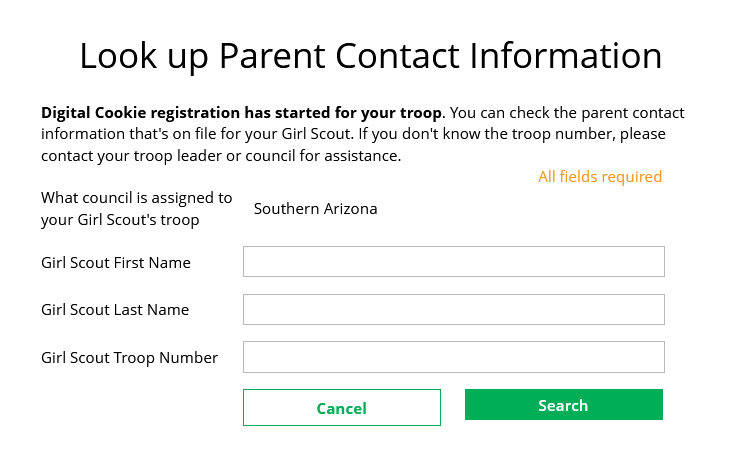 Look up Parent Contact Information
Digital Cookie registration has started for your troop. You can check the parent contact
information that's on file for your Girl Scout. If you don't know the troop number, please
contact your troop leader or council for assistance.
All fields required
What council is assigned to
your Girl Scout's troop
Southern Arizona
Girl Scout First Name
Girl Scout Last Name
Girl Scout Troop Number
Cancel
Search